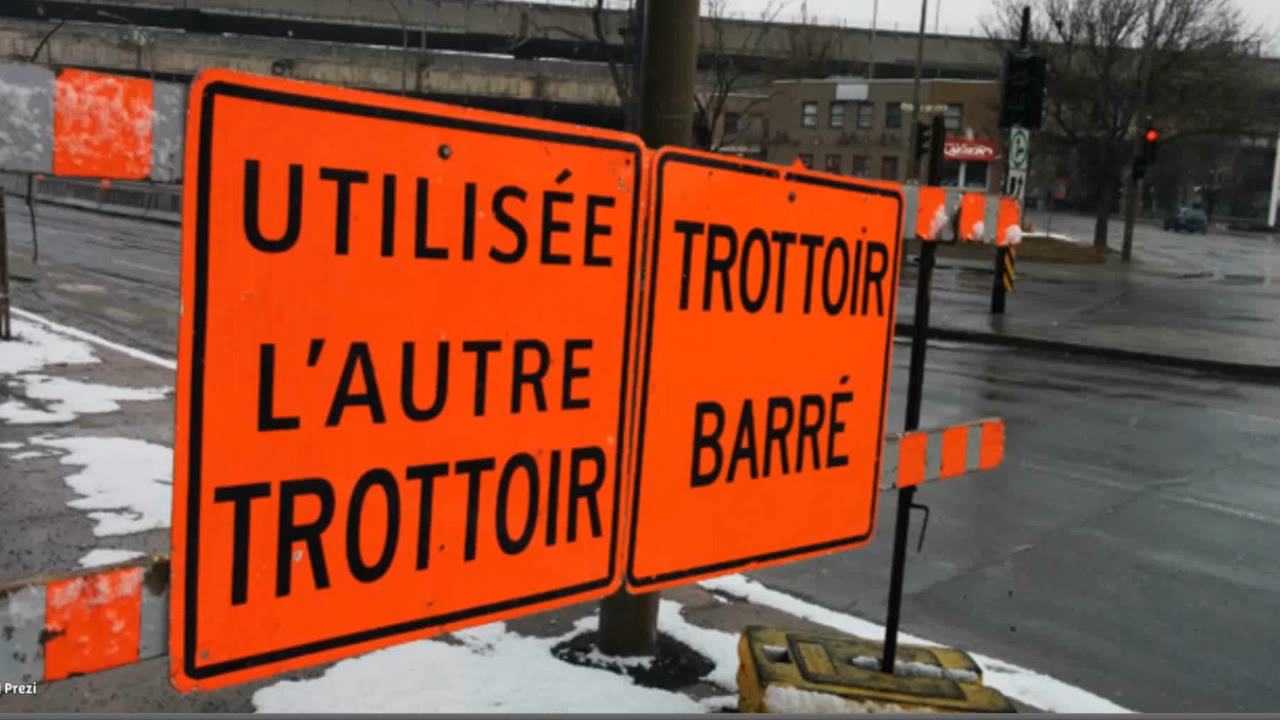 UTILISÉE
L'AUTRE
TROTTOIR
TROTTOIR
BARRÉ
Prezi